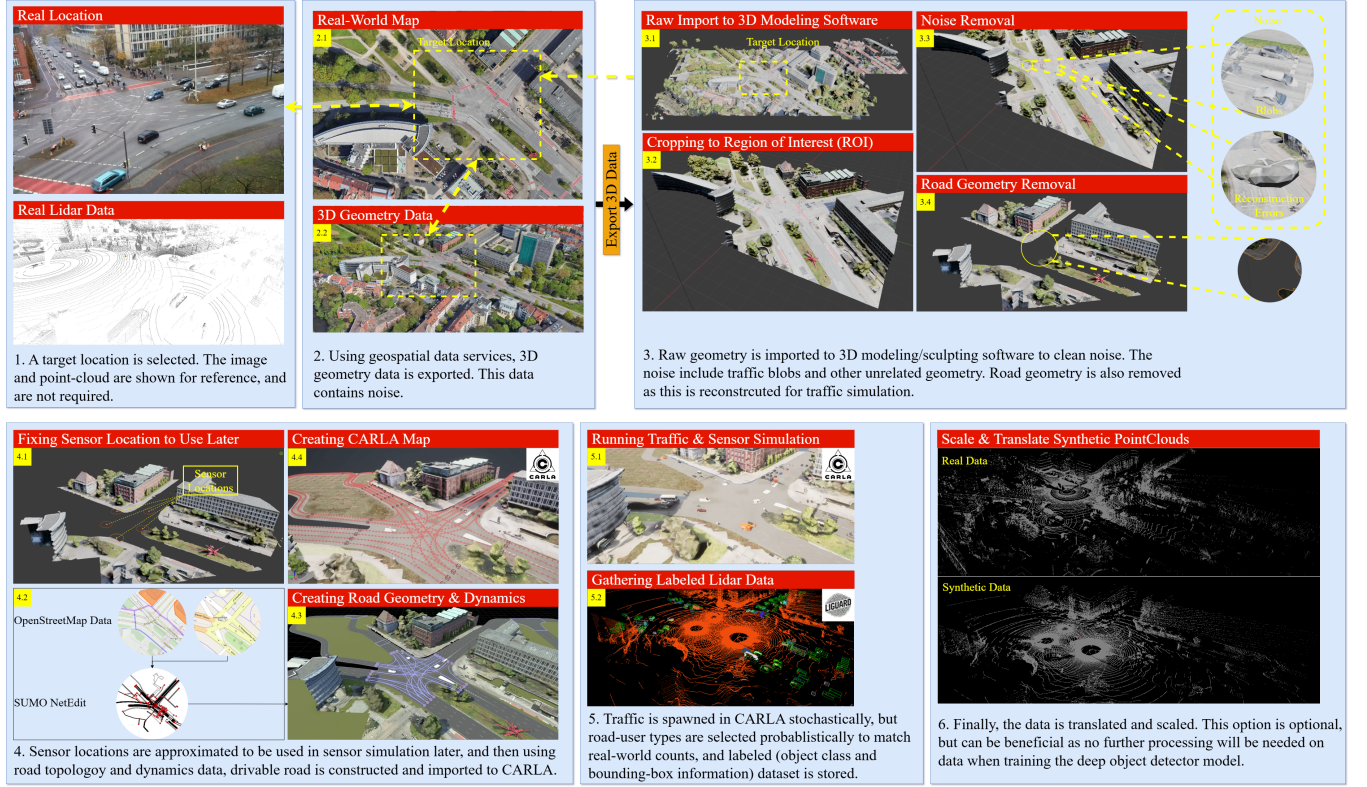 Real Location
Real Lidar Data
1. A target location is selected. The image
and point-cloud are shown for reference, and
are not required.
Real-World Map
2.1
Target Location
3D Geometry Data
2.2
2. Using geospatial data services, 3D
geometry data is exported. This data
contains noise.
Export 3D Data
Raw Import to 3D Modeling Software
3.1
Target Location
Cropping to Region of Interest (ROI)
3.2
Noise Removal
3.3
Road Geometry Removal
3.4
Noise
Blobs
Reconstruction
Errors
3. Raw geometry is imported to 3D modeling/sculpting software to clean noise. The
noise include traffic blobs and other unrelated geometry. Road geometry is also removed
as this is reconstrcuted for traffic simulation.
Fixing Sensor Location to Use Later
4.1
Sensor
Locations
Creating CARLA Map
4.4
CARLA
4.2
OpenStreetMap Data
SUMO NetEdit
Creating Road Geometry & Dynamics
4.3
4. Sensor locations are approximated to be used in sensor simulation later, and then using
road topologoy and dynamics data, drivable road is constructed and imported to CARLA.
Running Traffic & Sensor Simulation
5.1
CARLA
Gathering Labeled Lidar Data
5.2
LIGUARD
5. Traffic is spawned in CARLA stochastically, but
road-user types are selected probablistically to match
real-world counts, and labeled (object class and
bounding-box information) dataset is stored.
Scale & Translate Synthetic PointClouds
Real Data
Synthetic Data
6. Finally, the data is translated and scaled. This option is optional,
but can be beneficial as no further processing will be needed on
data when training the deep object detector model.